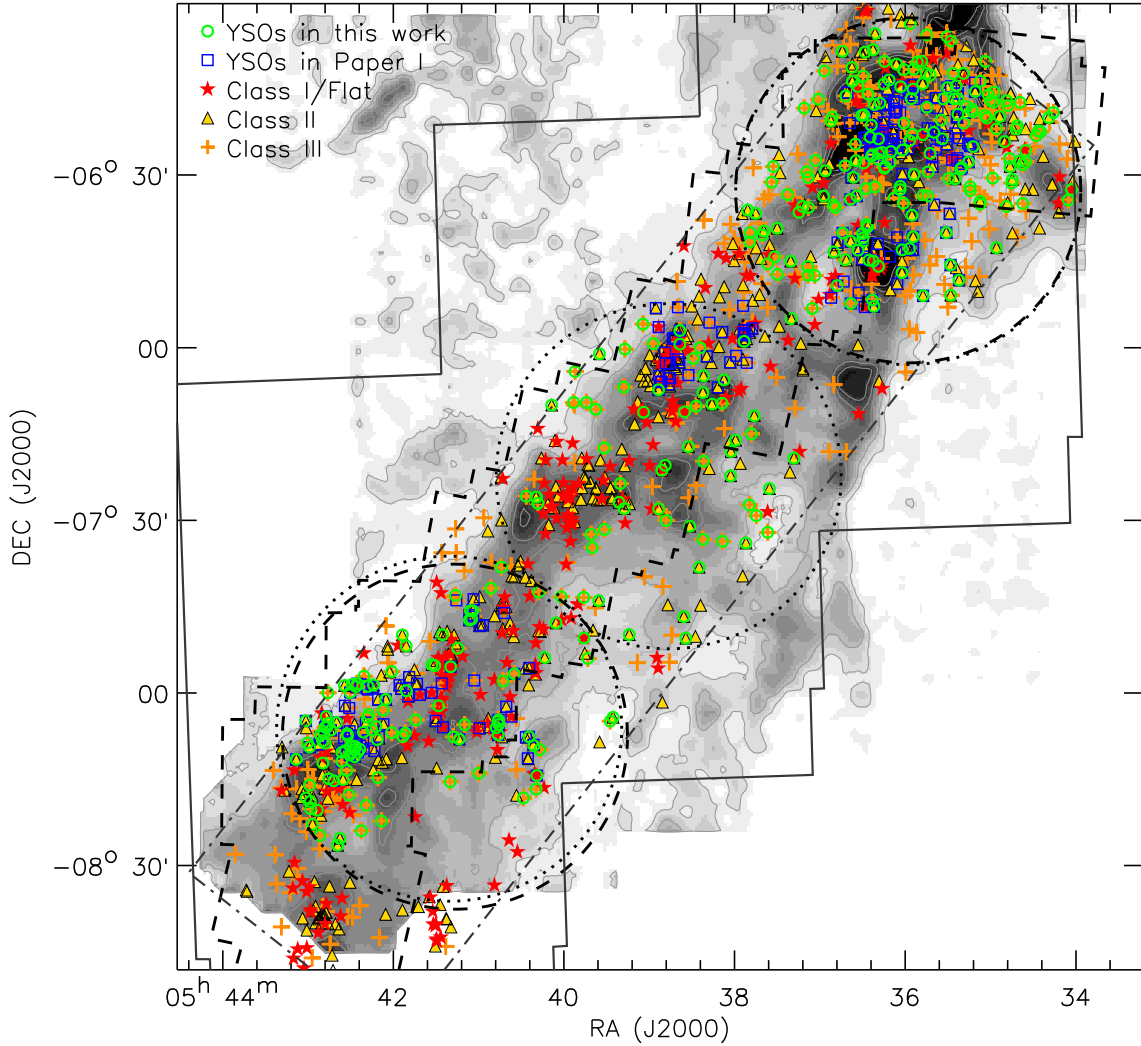 YSOs in this work
YSOs in Paper I
Class I/Flat
Class II
Class III
-06° 30'
00
-07° 30'
00
-08° 30'
DEC (J2000)
05h 44m 42 40 38 36 34
RA (J2000)